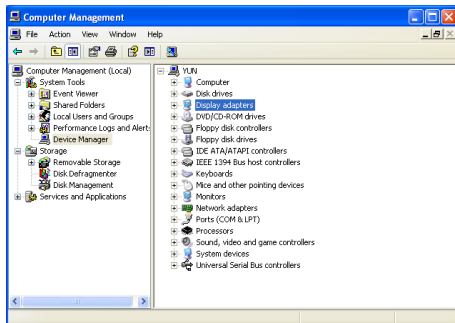 Computer Management
File Action View Window Help
Computer Management (Local)
System Tools
Event Viewer
Shared Folders
Local Users and Groups
Performance Logs and Alert
Device Manager
Storage
Removable Storage
Disk Defragmenter
Disk Management
Services and Applications
YUN
Computer
Disk drives
Display adapters
DVD/CD-ROM drives
Floppy disk controllers
Floppy disk drives
IDE ATA/ATAPI controllers
IEEE 1394 Bus host controllers
Keyboards
Mice and other pointing devices
Monitors
Network adapters
Ports (COM & LPT)
Processors
Sound, video and game controllers
System devices
Universal Serial Bus controllers